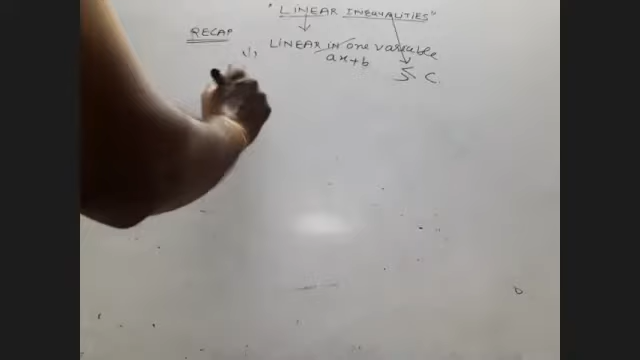 "LINEAR INEQUALITIES"
RECAP
(1) LINEAR in one variable
ax+b